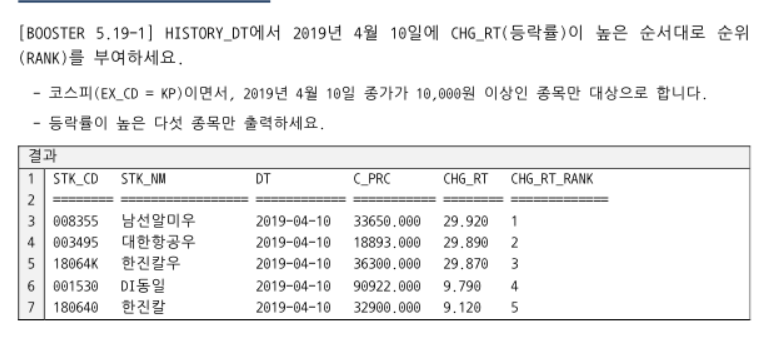 [BOOSTER 5.19-1] HISTORY_DT에서 2019년 4월 10일에 CHG_RT(등락률)이 높은 순서대로 순위
(RANK)를 부여하세요.
- 코스피(EX_CD = KP)이면서, 2019년 4월 10일 종가가 10,000원 이상인 종목만 대상으로 합니다.
- 등락률이 높은 다섯 종목만 출력하세요.
결과
1 STK_CD STK_NM DT C_PRC CHG_RT CHG_RT_RANK
2 ======== ================= ============ =========== ======== =============
3 008355 남선알미우 2019-04-10 33650.000 29.920 1
4 003495 대한항공우 2019-04-10 18893.000 29.890 2
5 18064K 한진칼우 2019-04-10 36300.000 29.870 3
6 001530 DI동일 2019-04-10 90922.000 9.790 4
7 180640 한진칼 2019-04-10 32900.000 9.120 5